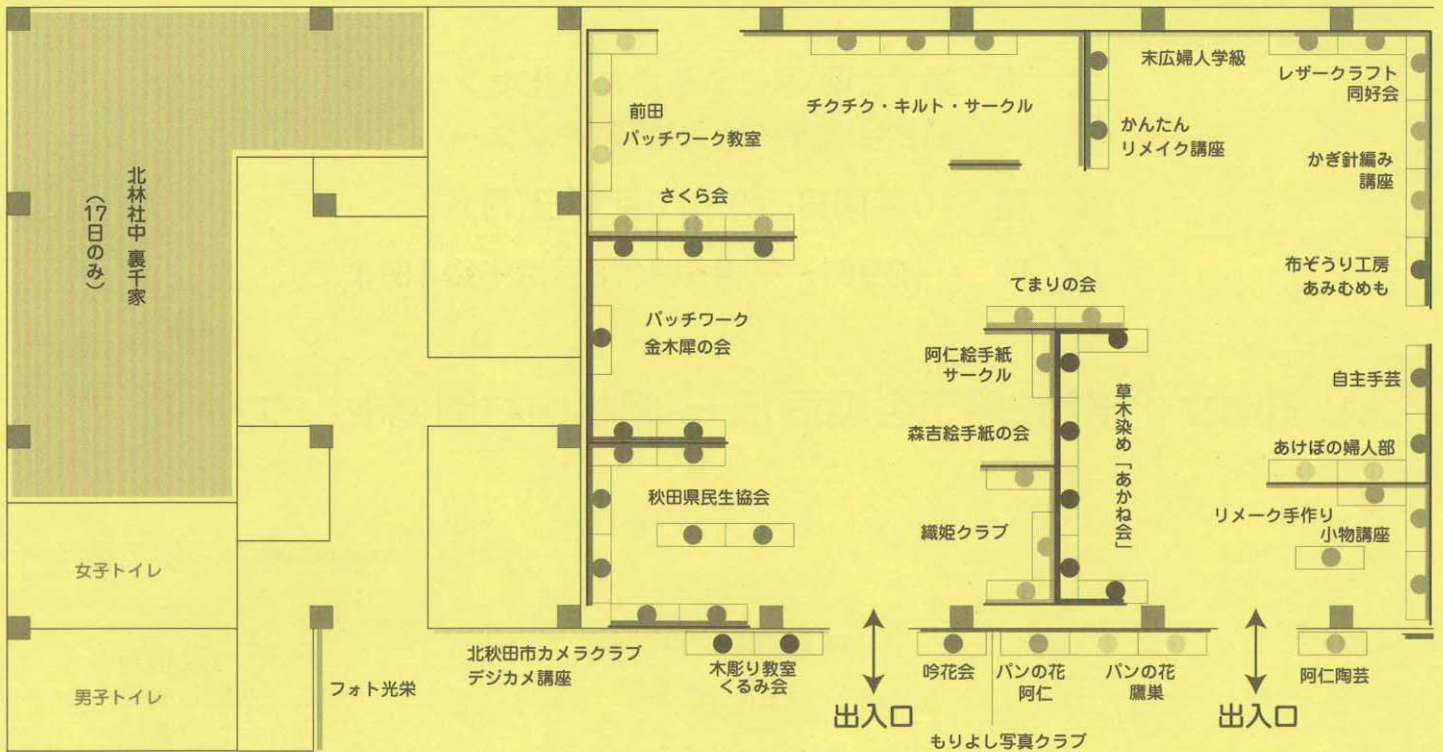 北林社中 裏千家
（17日のみ）
女子トイレ
男子トイレ
フォト光栄
前田
パッチワーク教室
さくら会
パッチワーク
金木犀の会
秋田県民生協会
北秋田市カメラクラブ
デジカメ講座
木彫り教室
くるみ会
チクチク・キルト・サークル
末広婦人学級
かんたん
リメイク講座
レザークラフト
同好会
かぎ針編み
講座
布ぞうり工房
あみむめも
てまりの会
阿仁絵手紙
サークル
森吉絵手紙の会
織姫クラブ
草木染め「あかね会」
自主手芸
あけぼの婦人部
リメーク手作り
小物講座
出入口
吟花会
もりよし写真クラブ
パンの花
阿仁
パンの花
鷹巣
出入口
阿仁陶芸